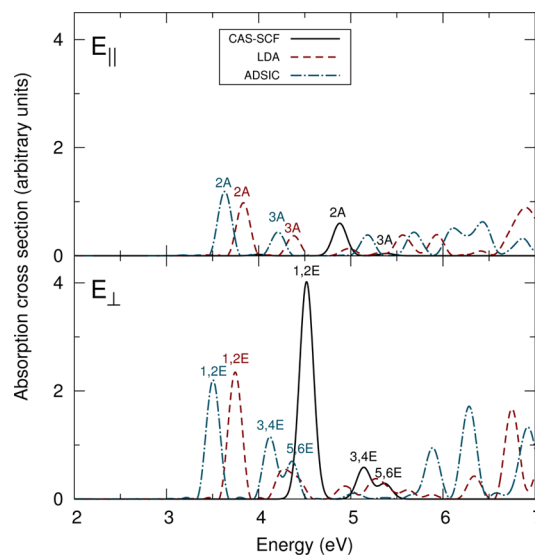 4
E||
CAS-SCF
LDA
ADSIC
2
2A
2A
3A
3A
2A
3A
0
Absorption cross section (arbitrary units)
4
E⊥
1,2E
2
1,2E
1,2E
3,4E
5,6E
3,4E
5,6E
0
2 3 4 5 6 7
Energy (eV)